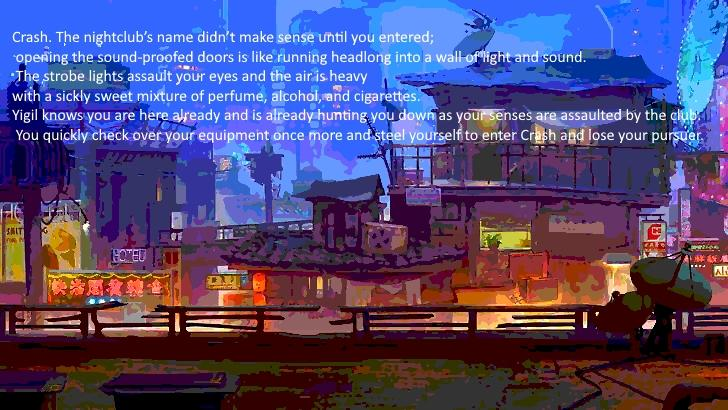 Crash. The nightclub’s name didn’t make sense until you entered;
opening the sound-proofed doors is like running headlong into a wall of light and sound.
The strobe lights assault your eyes and the air is heavy
with a sickly sweet mixture of perfume, alcohol, and cigarettes.
Yigil knows you are here already and is already hunting you down as your senses are assaulted by the club.
You quickly check over your equipment once more and steel yourself to enter Crash and lose your pursuer.